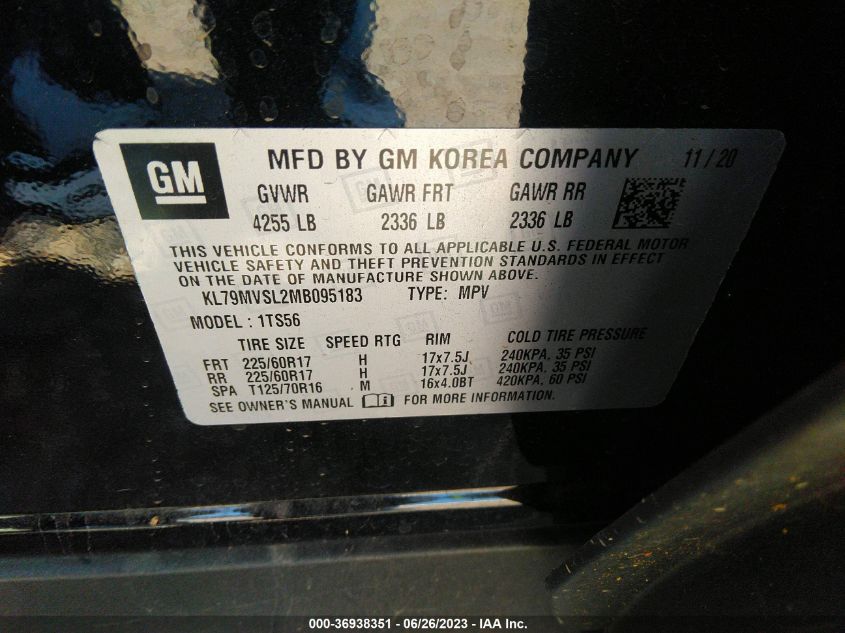 GM
MFD BY GM KOREA COMPANY 11/20
GVWR GAWR FRT GAWR RR
4255 LB 2336 LB 2336 LB
THIS VEHICLE CONFORMS TO ALL APPLICABLE U.S. FEDERAL MOTOR
VEHICLE SAFETY AND THEFT PREVENTION STANDARDS IN EFFECT
ON THE DATE OF MANUFACTURE SHOWN ABOVE.
KL79MVSL2MB095183 TYPE: MPV
MODEL : 1TS56
TIRE SIZE SPEED RTG RIM COLD TIRE PRESSURE
FRT 225/60R17 H 17x7.5J 240KPA, 35 PSI
RR 225/60R17 H 17x7.5J 240KPA, 35 PSI
SPA T125/70R16 M 16x4.0BT 420KPA, 60 PSI
SEE OWNER'S MANUAL FOR MORE INFORMATION.
000-36938351 / 06/26/2023 - IAA Inc.